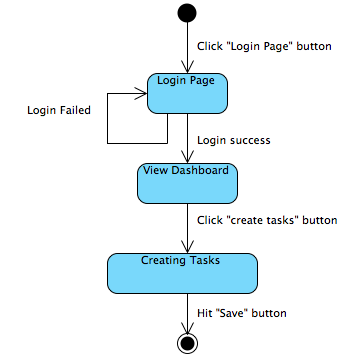 Click "Login Page" button
Login Page
Login Failed
Login success
View Dashboard
Click "create tasks" button
Creating Tasks
Hit "Save" button